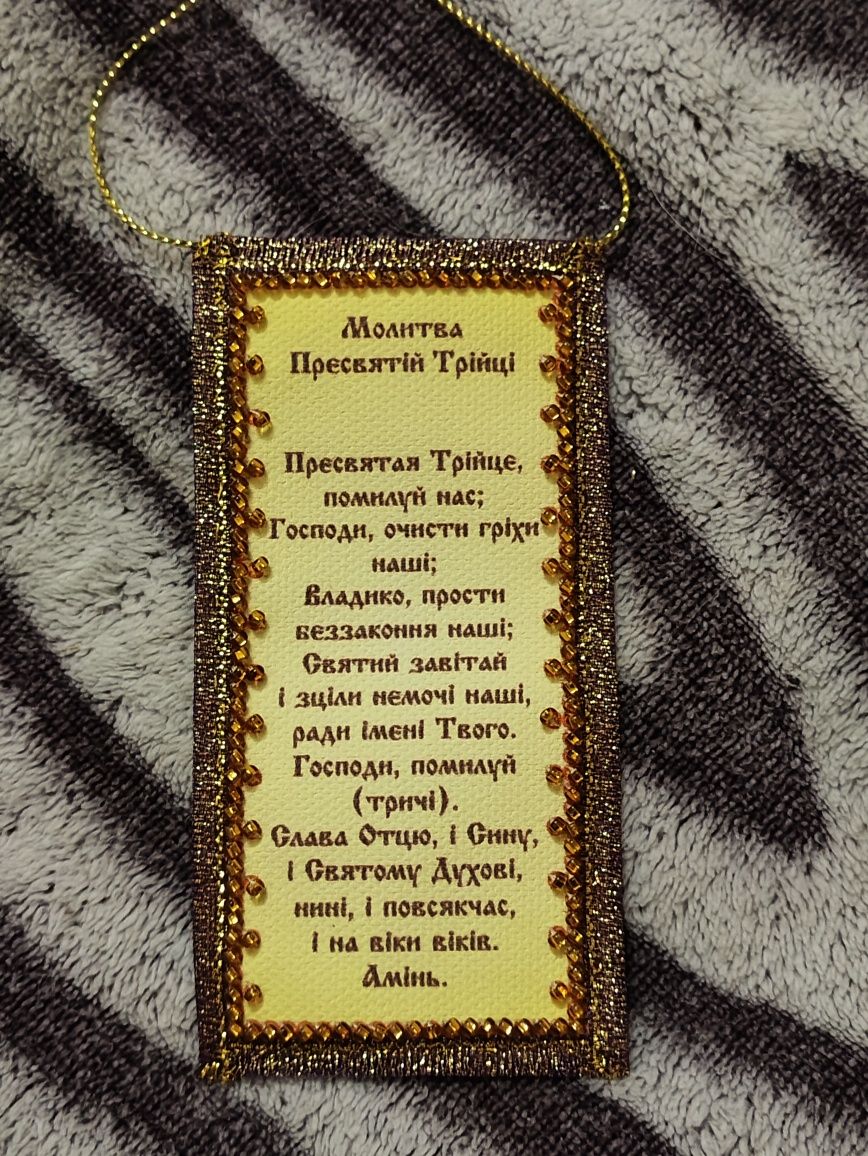 Молитва
Пресвятій Трійці
Пресвятая Трійце,
помилуй нас;
Господи, очисти гріхи
наші;
Владико, прости
беззаконня наші;
Святий завітай
і зціли немочі наші,
ради імені Твого.
Господи, помилуй
(тричі).
Слава Отцю, і Сину,
і Святому Духові,
нині, і повсякчас,
і на віки віків.
Амінь.